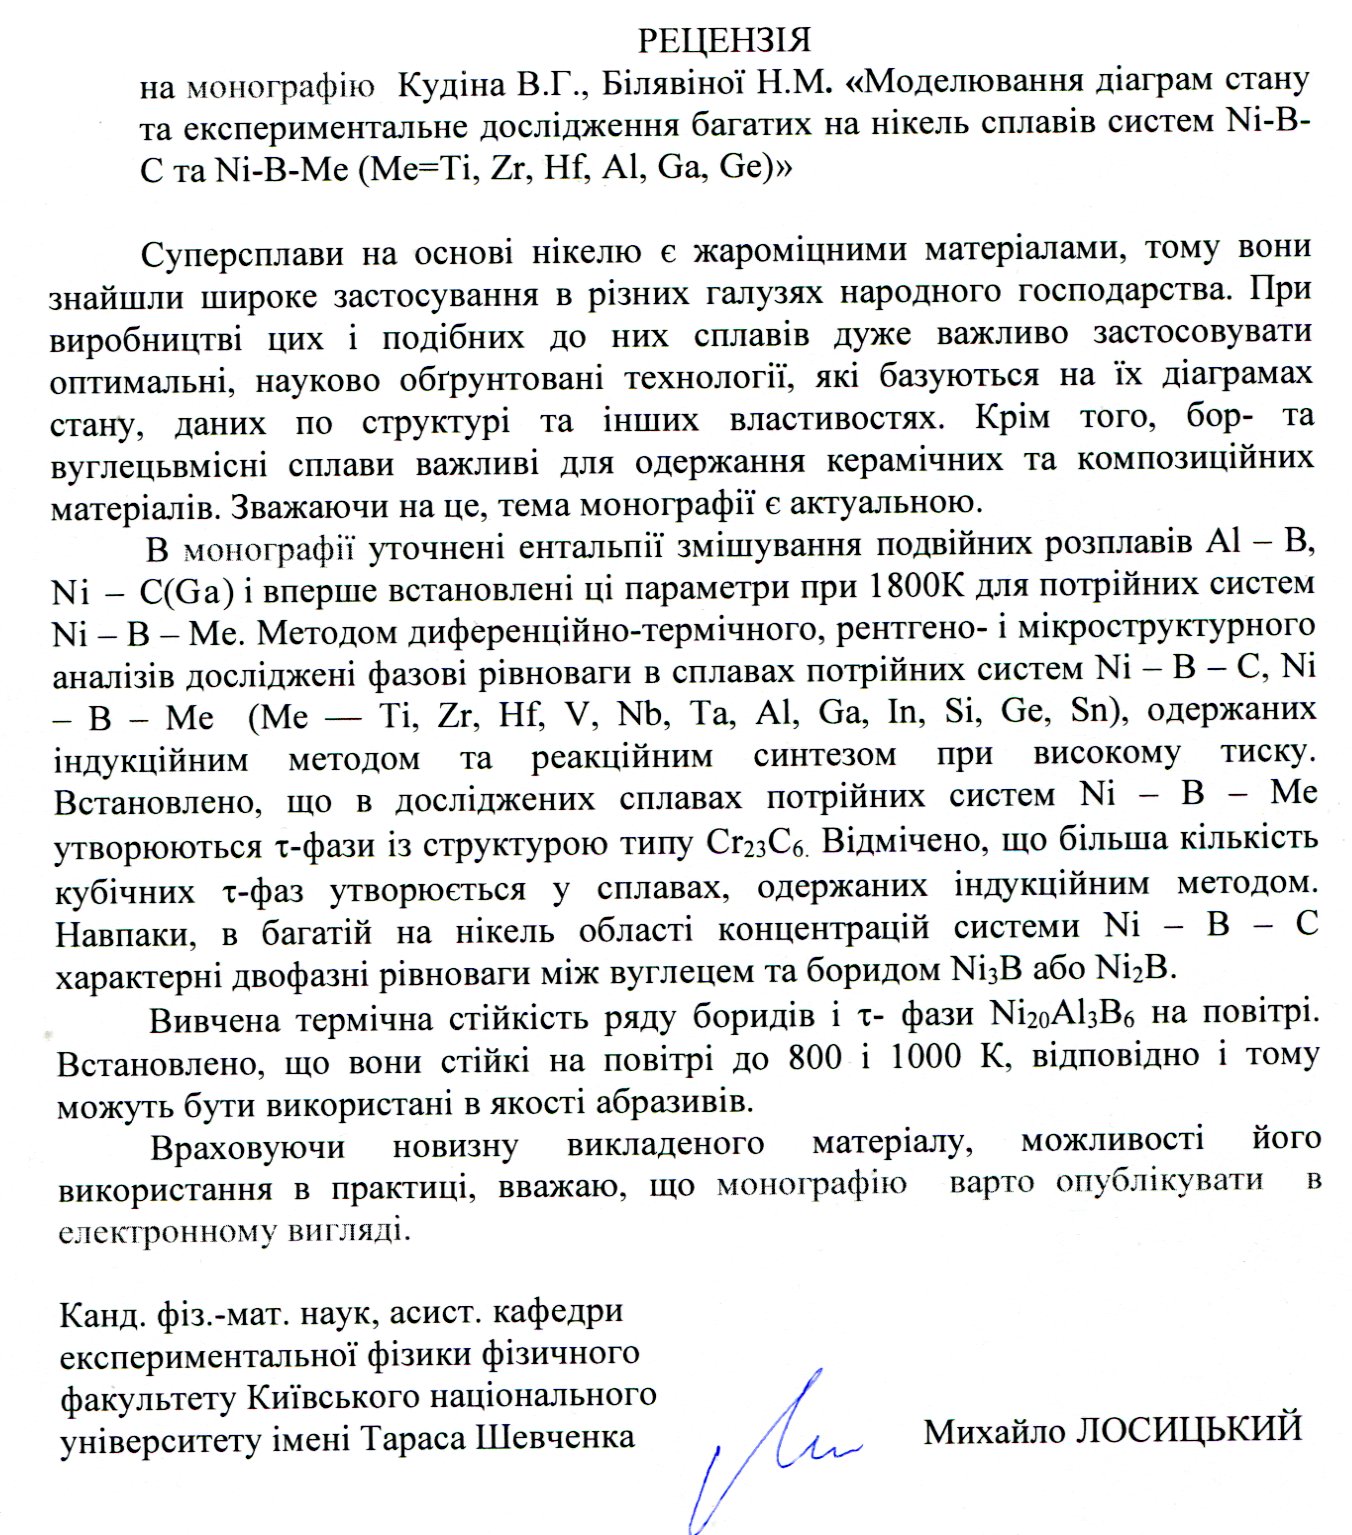 РЕЦЕНЗІЯ
на монографію Кудіна В.Г., Білявіної Н.М. «Моделювання діаграм стану
та експериментальне дослідження багатих на нікель сплавів систем Ni-B-
C та Ni-B-Me (Me=Ti, Zr, Hf, Al, Ga, Ge)»
Суперсплави на основі нікелю є жароміцними матеріалами, тому вони
знайшли широке застосування в різних галузях народного господарства. При
виробництві цих і подібних до них сплавів дуже важливо застосовувати
оптимальні, науково обґрунтовані технології, які базуються на їх діаграмах
стану, даних по структурі та інших властивостях. Крім того, бор- та
вуглецьвмісні сплави важливі для одержання керамічних та композиційних
матеріалів. Зважаючи на це, тема монографії є актуальною.
В монографії уточнені ентальпії змішування подвійних розплавів Al – B,
Ni – C(Ga) і вперше встановлені ці параметри при 1800К для потрійних систем
Ni – B – Me. Методом диференційно-термічного, рентгено- і мікроструктурного
аналізів досліджені фазові рівноваги в сплавах потрійних систем Ni – B – C, Ni
– B – Me (Me — Ti, Zr, Hf, V, Nb, Ta, Al, Ga, In, Si, Ge, Sn), одержаних
індукційним методом та реакційним синтезом при високому тиску.
Встановлено, що в досліджених сплавах потрійних систем Ni – B – Me
утворюються τ-фази із структурою типу Cr₂₃C₆. Відмічено, що більша кількість
кубічних τ-фаз утворюється у сплавах, одержаних індукційним методом.
Навпаки, в багатій на нікель області концентрацій системи Ni – B – C
характерні двофазні рівноваги між вуглецем та боридом Ni₃B або Ni₂B.
Вивчена термічна стійкість ряду боридів і τ- фази Ni₂₀Al₃B₆ на повітрі.
Встановлено, що вони стійкі на повітрі до 800 і 1000 К, відповідно і тому
можуть бути використані в якості абразивів.
Враховуючи новизну викладеного матеріалу, можливості його
використання в практиці, вважаю, що монографію варто опублікувати в
електронному вигляді.
Канд. фіз.-мат. наук, асист. кафедри
експериментальної фізики фізичного
факультету Київського національного
університету імені Тараса Шевченка
Михайло ЛОСИЦЬКИЙ